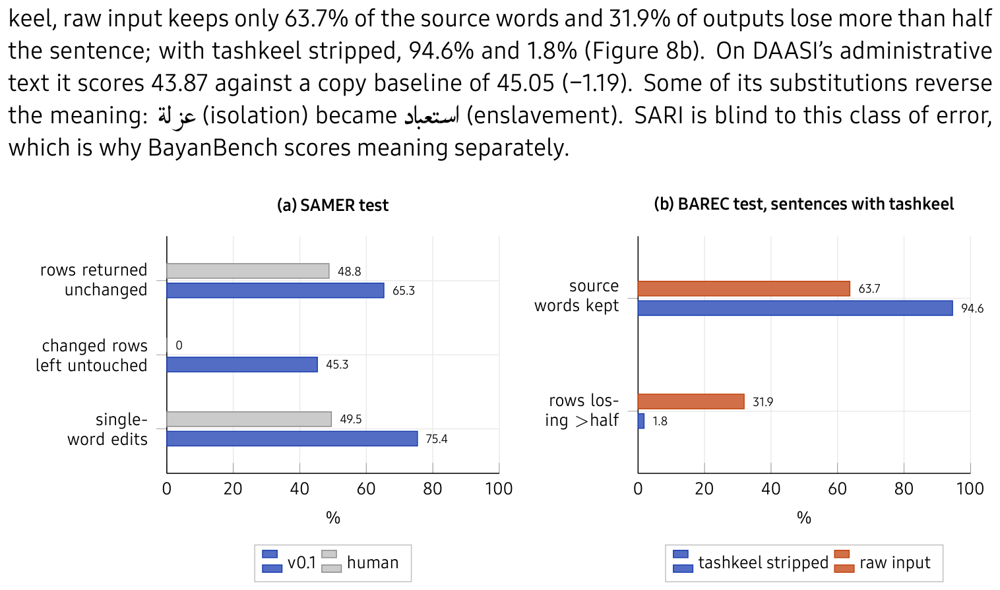 keel, raw input keeps only 63.7% of the source words and 31.9% of outputs lose more than half
the sentence; with tashkeel stripped, 94.6% and 1.8% (Figure 8b). On DAASI’s administrative
text it scores 43.87 against a copy baseline of 45.05 (−1.19). Some of its substitutions reverse
the meaning: عزلة (isolation) became استعباد (enslavement). SARI is blind to this class of error,
which is why BayanBench scores meaning separately.
(a) SAMER test
rows returned
unchanged
48.8
65.3
changed rows
left untouched
0
45.3
single-
word edits
49.5
75.4
0 20 40 60 80 100
%
v0.1 human
(b) BAREC test, sentences with tashkeel
source
words kept
63.7
94.6
rows los-
ing >half
31.9
1.8
0 20 40 60 80 100
%
tashkeel stripped raw input